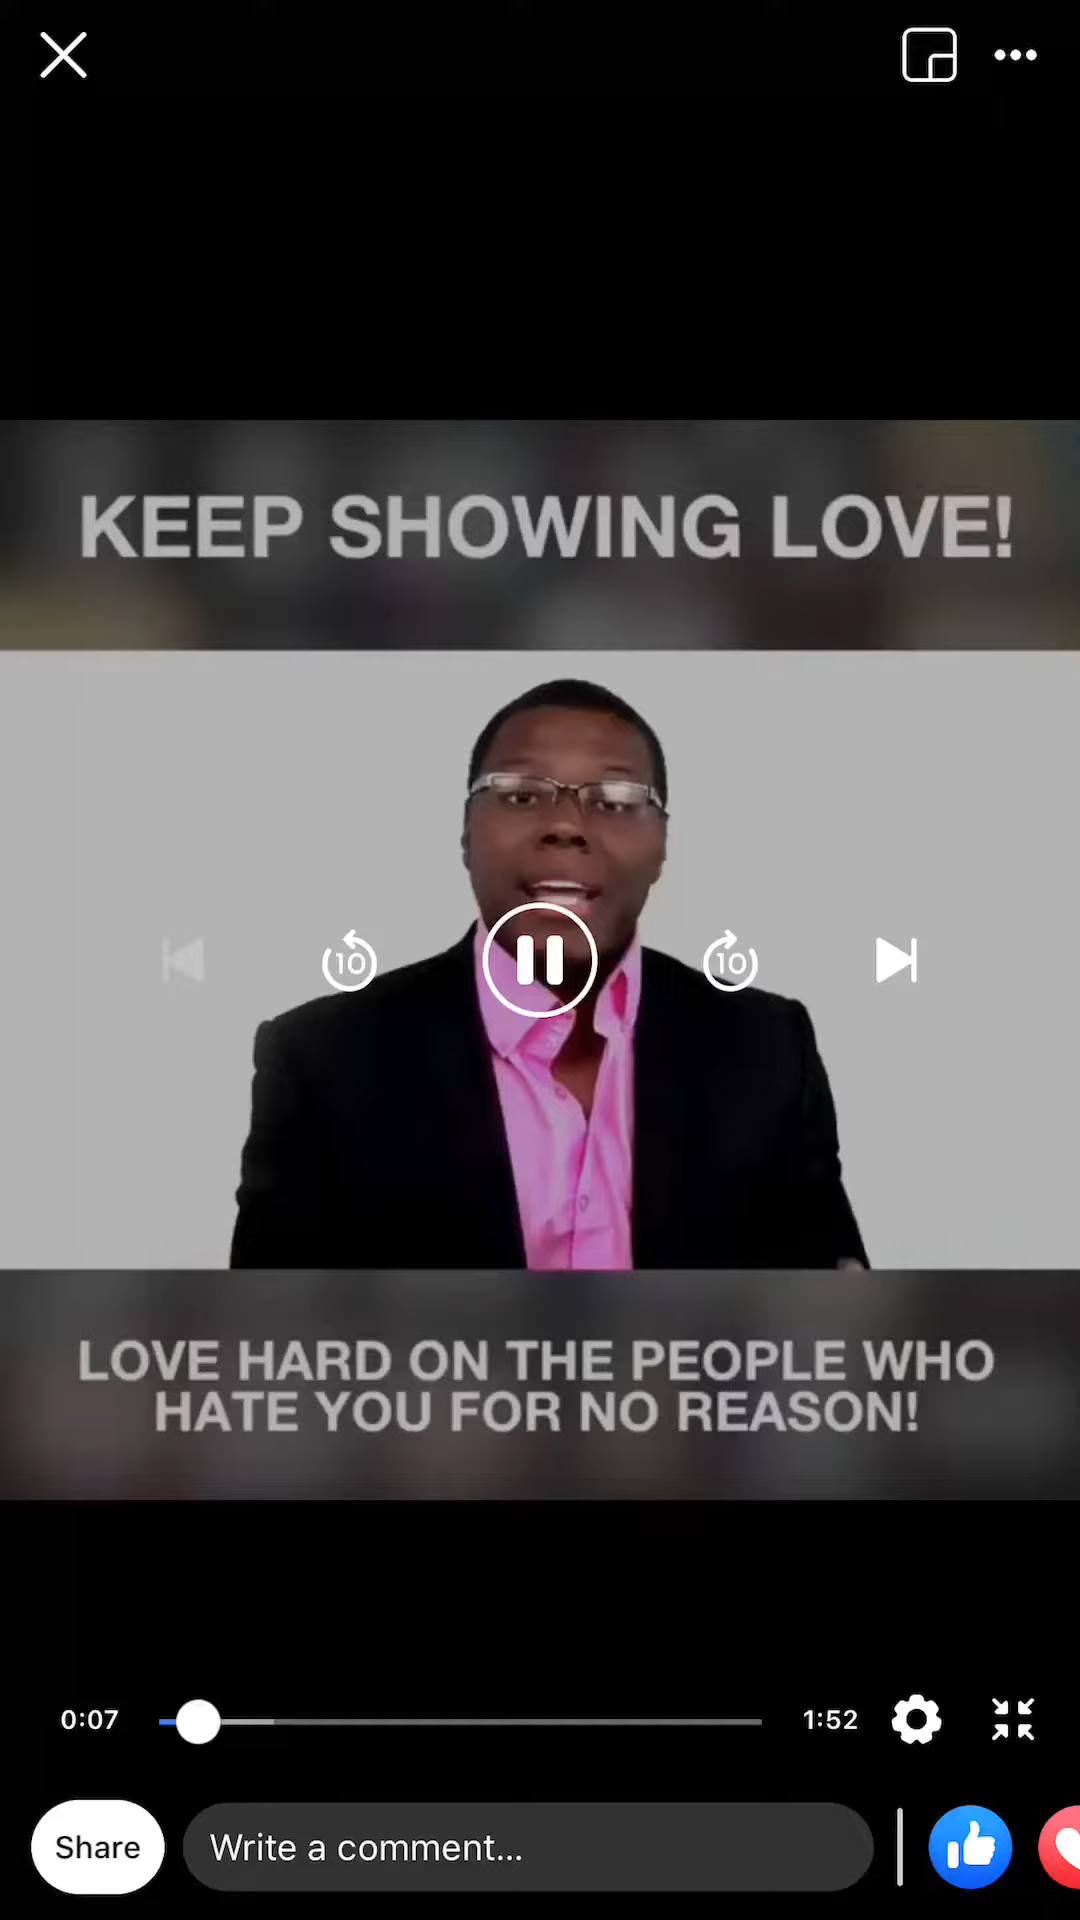 KEEP SHOWING LOVE!
10
10
LOVE HARD ON THE PEOPLE WHO
HATE YOU FOR NO REASON!
0:07
1:52
Share
Write a comment...